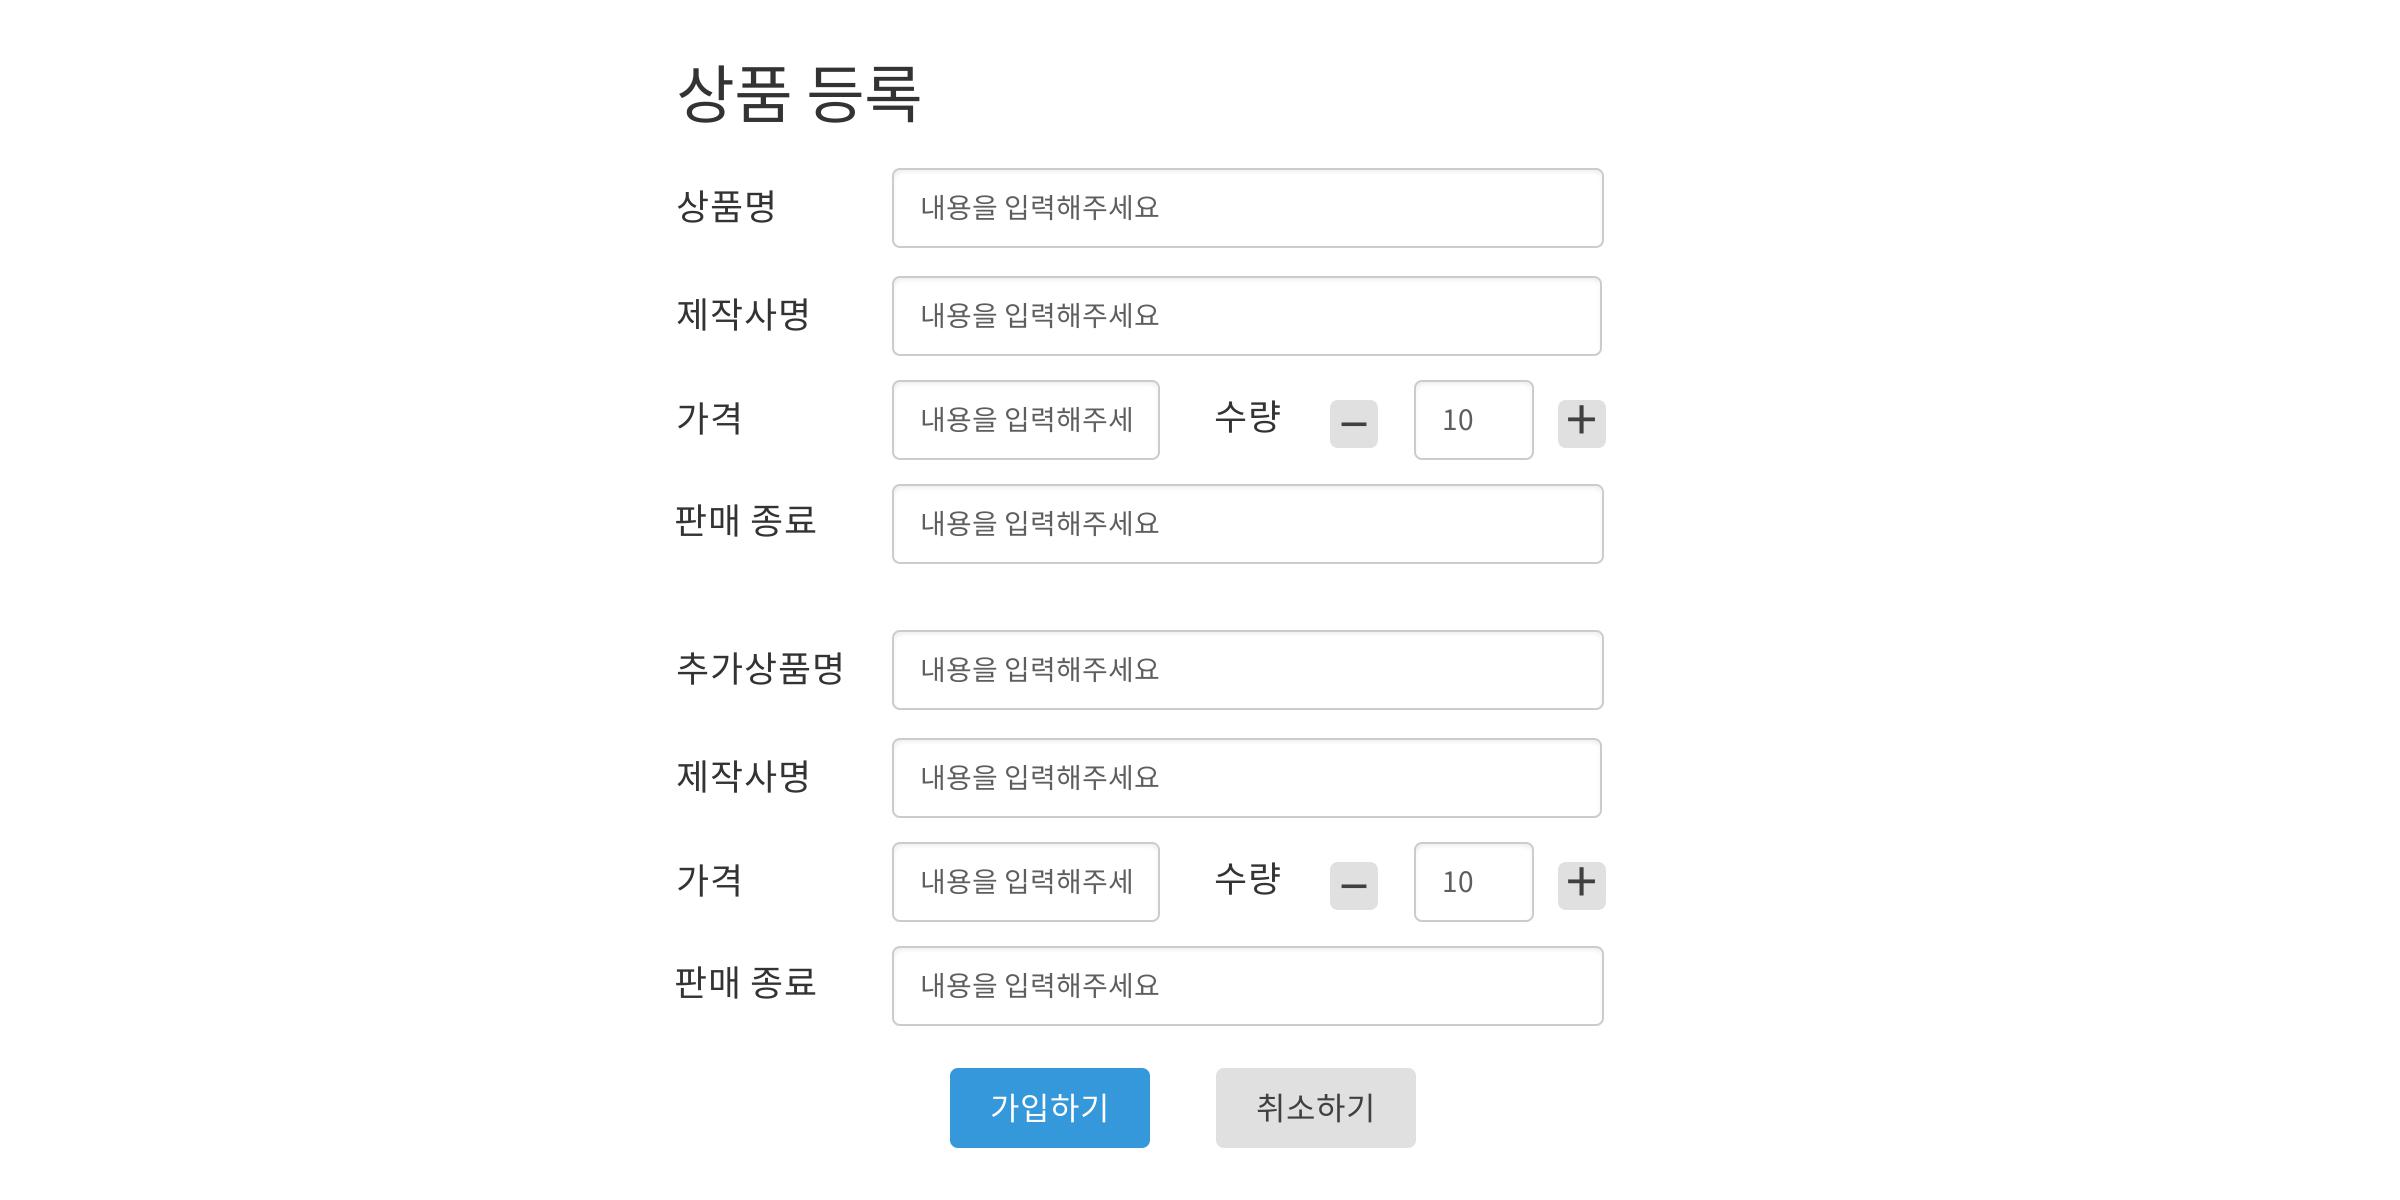 상품 등록
상품명 내용을 입력해주세요
제작사명 내용을 입력해주세요
가격 내용을 입력해주세 수량 – 10 +
판매 종료 내용을 입력해주세요
추가상품명 내용을 입력해주세요
제작사명 내용을 입력해주세요
가격 내용을 입력해주세 수량 – 10 +
판매 종료 내용을 입력해주세요
가입하기 취소하기